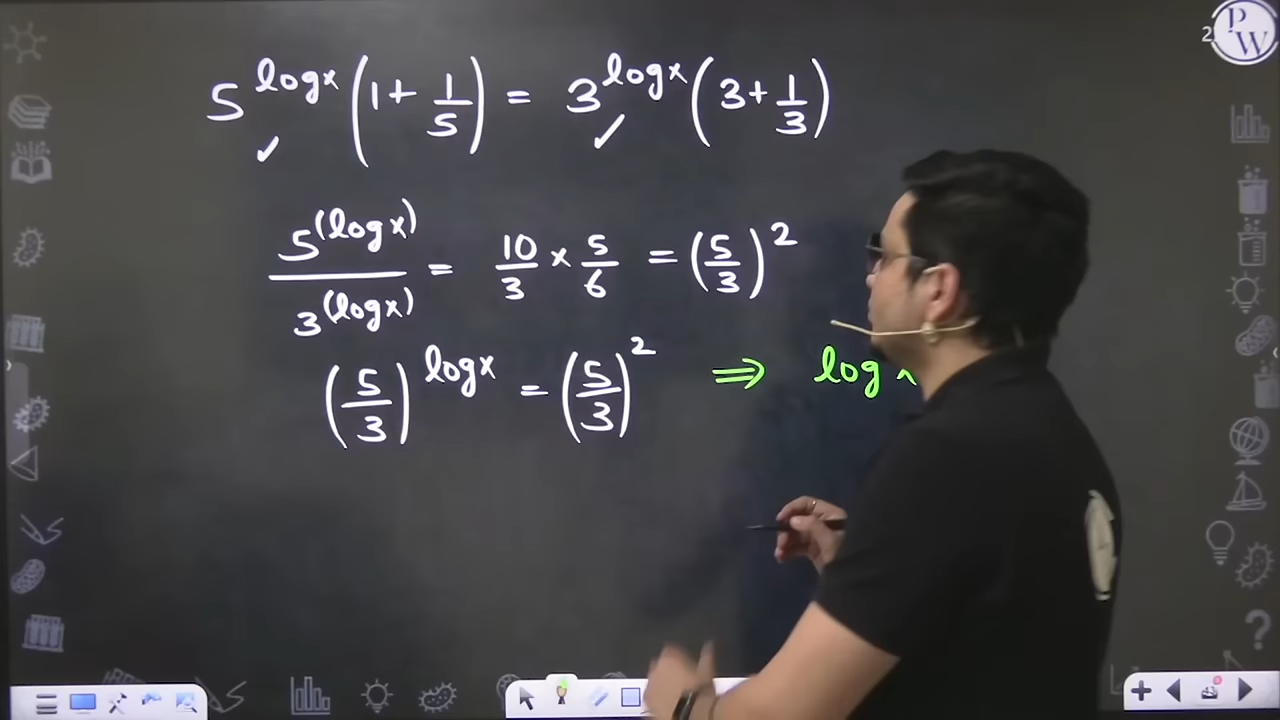 2
PW
5^{log x} (1 + 1/5) = 3^{log x} (3 + 1/3)
5^{(log x)} / 3^{(log x)} = 10/3 × 5/6 = (5/3)^2
(5/3)^{log x} = (5/3)^2 ⇒ log